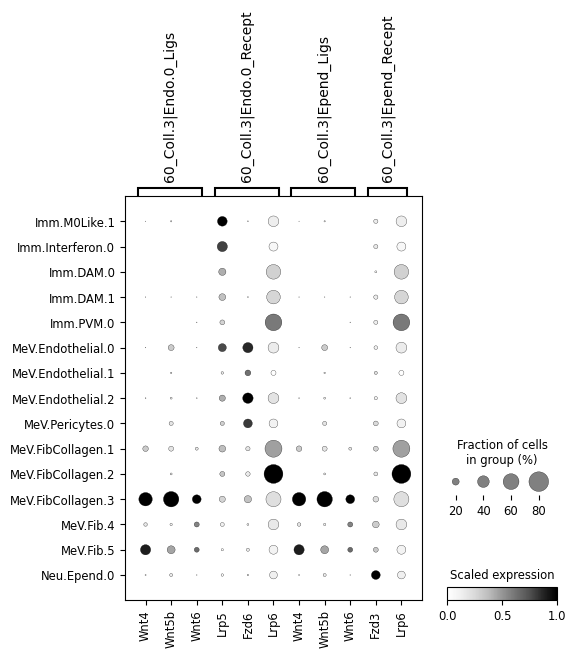 60_Coll.3|Endo.0_Ligs
60_Coll.3|Endo.0_Recept
60_Coll.3|Epend_Ligs
60_Coll.3|Epend_Recept
Imm.M0Like.1
Imm.Interferon.0
Imm.DAM.0
Imm.DAM.1
Imm.PVM.0
MeV.Endothelial.0
MeV.Endothelial.1
MeV.Endothelial.2
MeV.Pericytes.0
MeV.FibCollagen.1
MeV.FibCollagen.2
MeV.FibCollagen.3
MeV.Fib.4
MeV.Fib.5
Neu.Epend.0
Wnt4
Wnt5b
Wnt6
Lrp5
Fzd6
Lrp6
Wnt4
Wnt5b
Wnt6
Fzd3
Lrp6
Fraction of cells
in group (%)
20 40 60 80
Scaled expression
0.0 0.5 1.0